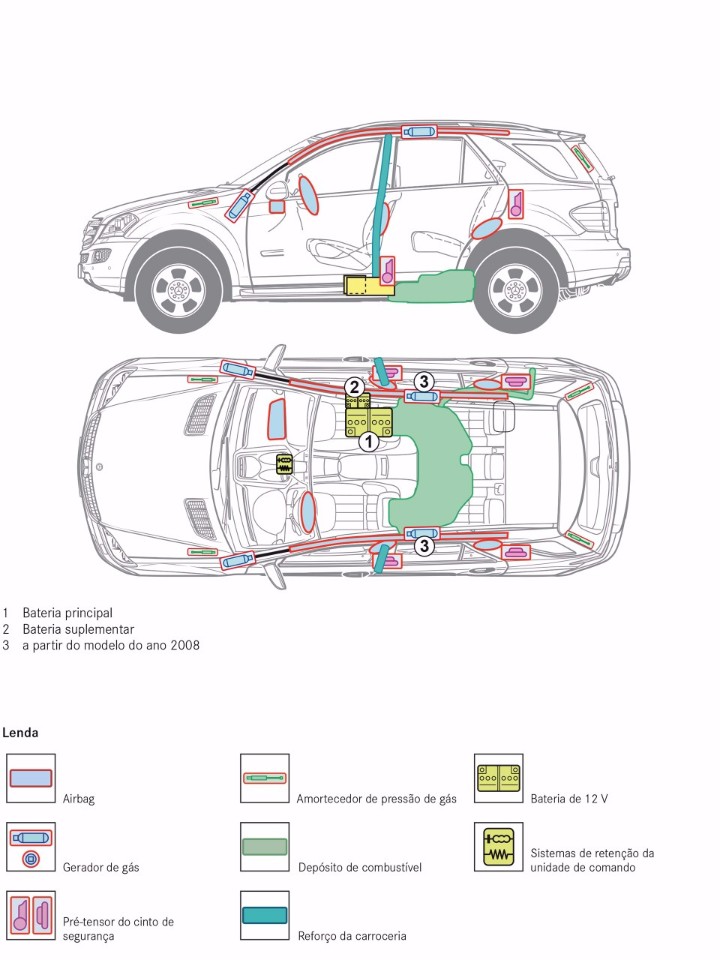 2
3
1
3
1 Bateria principal
2 Bateria suplementar
3 a partir do modelo do ano 2008
Lenda
Airbag
Amortecedor de pressão de gás
Bateria de 12 V
Gerador de gás
Depósito de combustível
Sistemas de retenção da
unidade de comando
Pré-tensor do cinto de
segurança
Reforço da carroceria